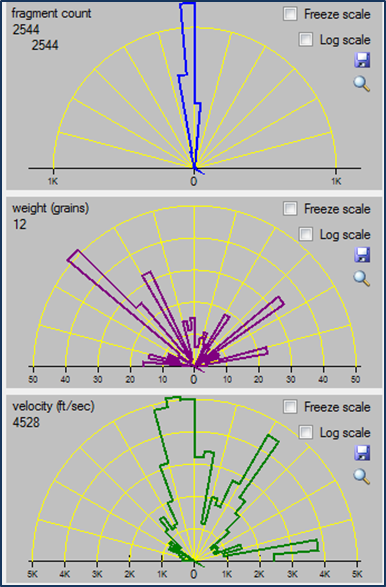 fragment count
2544
2544
Freeze scale
Log scale
1K 0 1K
weight (grains)
12
Freeze scale
Log scale
50 40 30 20 10 0 10 20 30 40 50
velocity (ft/sec)
4528
Freeze scale
Log scale
5K 4K 3K 2K 1K 0 1K 2K 3K 4K 5K